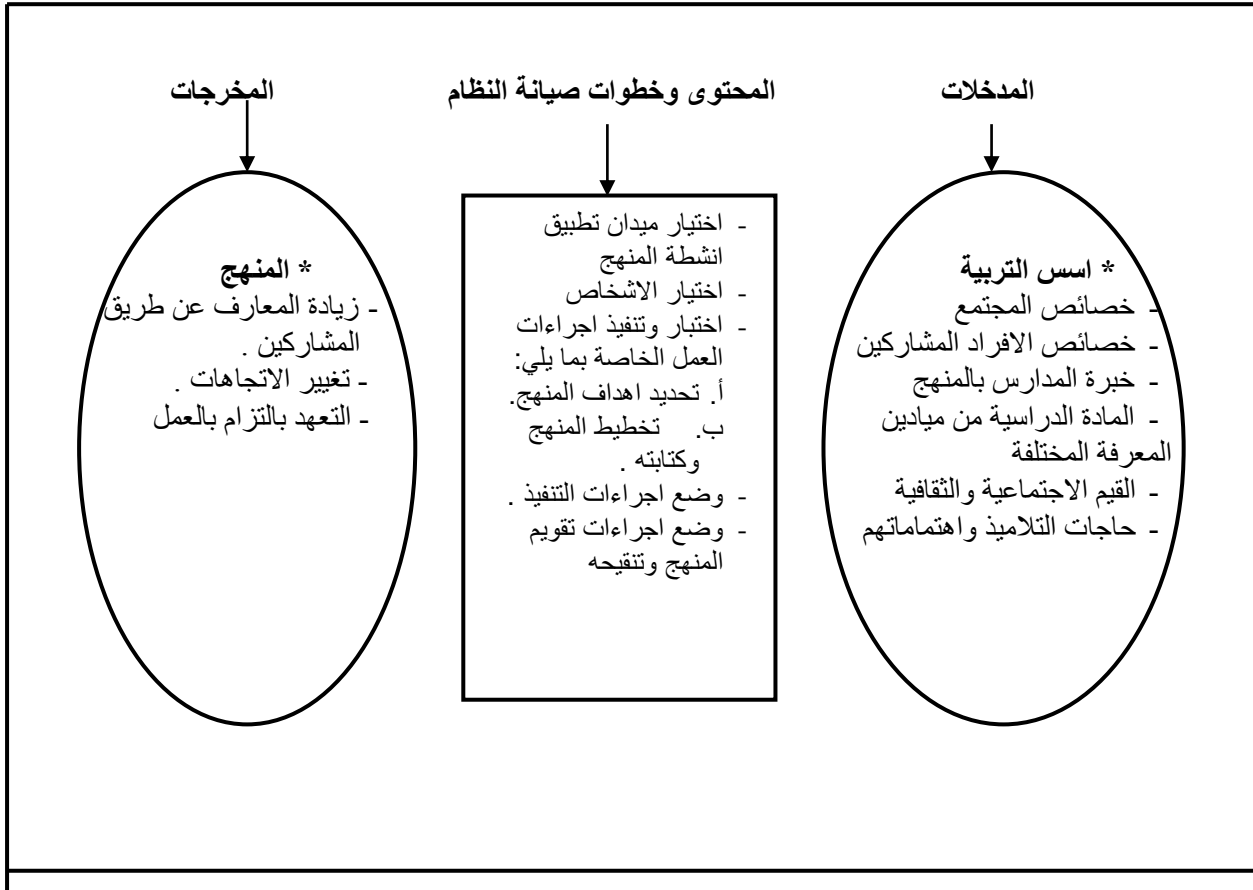 المدخلات
* اسس التربية
- خصائص المجتمع
- خصائص الافراد المشاركين
- خبرة المدارس بالمنهج
- المادة الدراسية من ميادين
المعرفة المختلفة
- القيم الاجتماعية والثقافية
- حاجات التلاميذ واهتماماتهم
المحتوى وخطوات صيانة النظام
- اختيار ميدان تطبيق
انشطة المنهج
- اختيار الاشخاص
- اختبار وتنفيذ اجراءات
العمل الخاصة بما يلي:
أ. تحديد اهداف المنهج.
ب. تخطيط المنهج
وكتابته .
- وضع اجراءات التنفيذ .
- وضع اجراءات تقويم
المنهج وتنقيحه
المخرجات
* المنهج
- زيادة المعارف عن طريق
المشاركين .
- تغيير الاتجاهات .
- التعهد بالتزام بالعمل